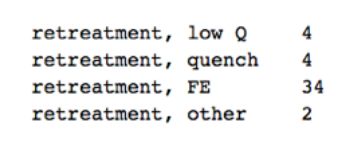 retreatment, low Q 4
retreatment, quench 4
retreatment, FE 34
retreatment, other 2